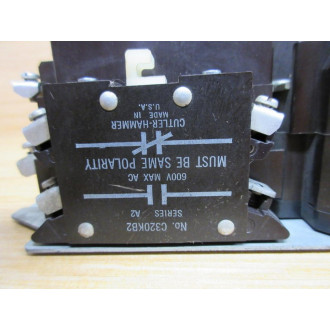 No. C320KB2
SERIES A2
600V MAX AC
MUST BE SAME POLARITY
CUTLER-HAMMER
MADE IN
U.S.A.